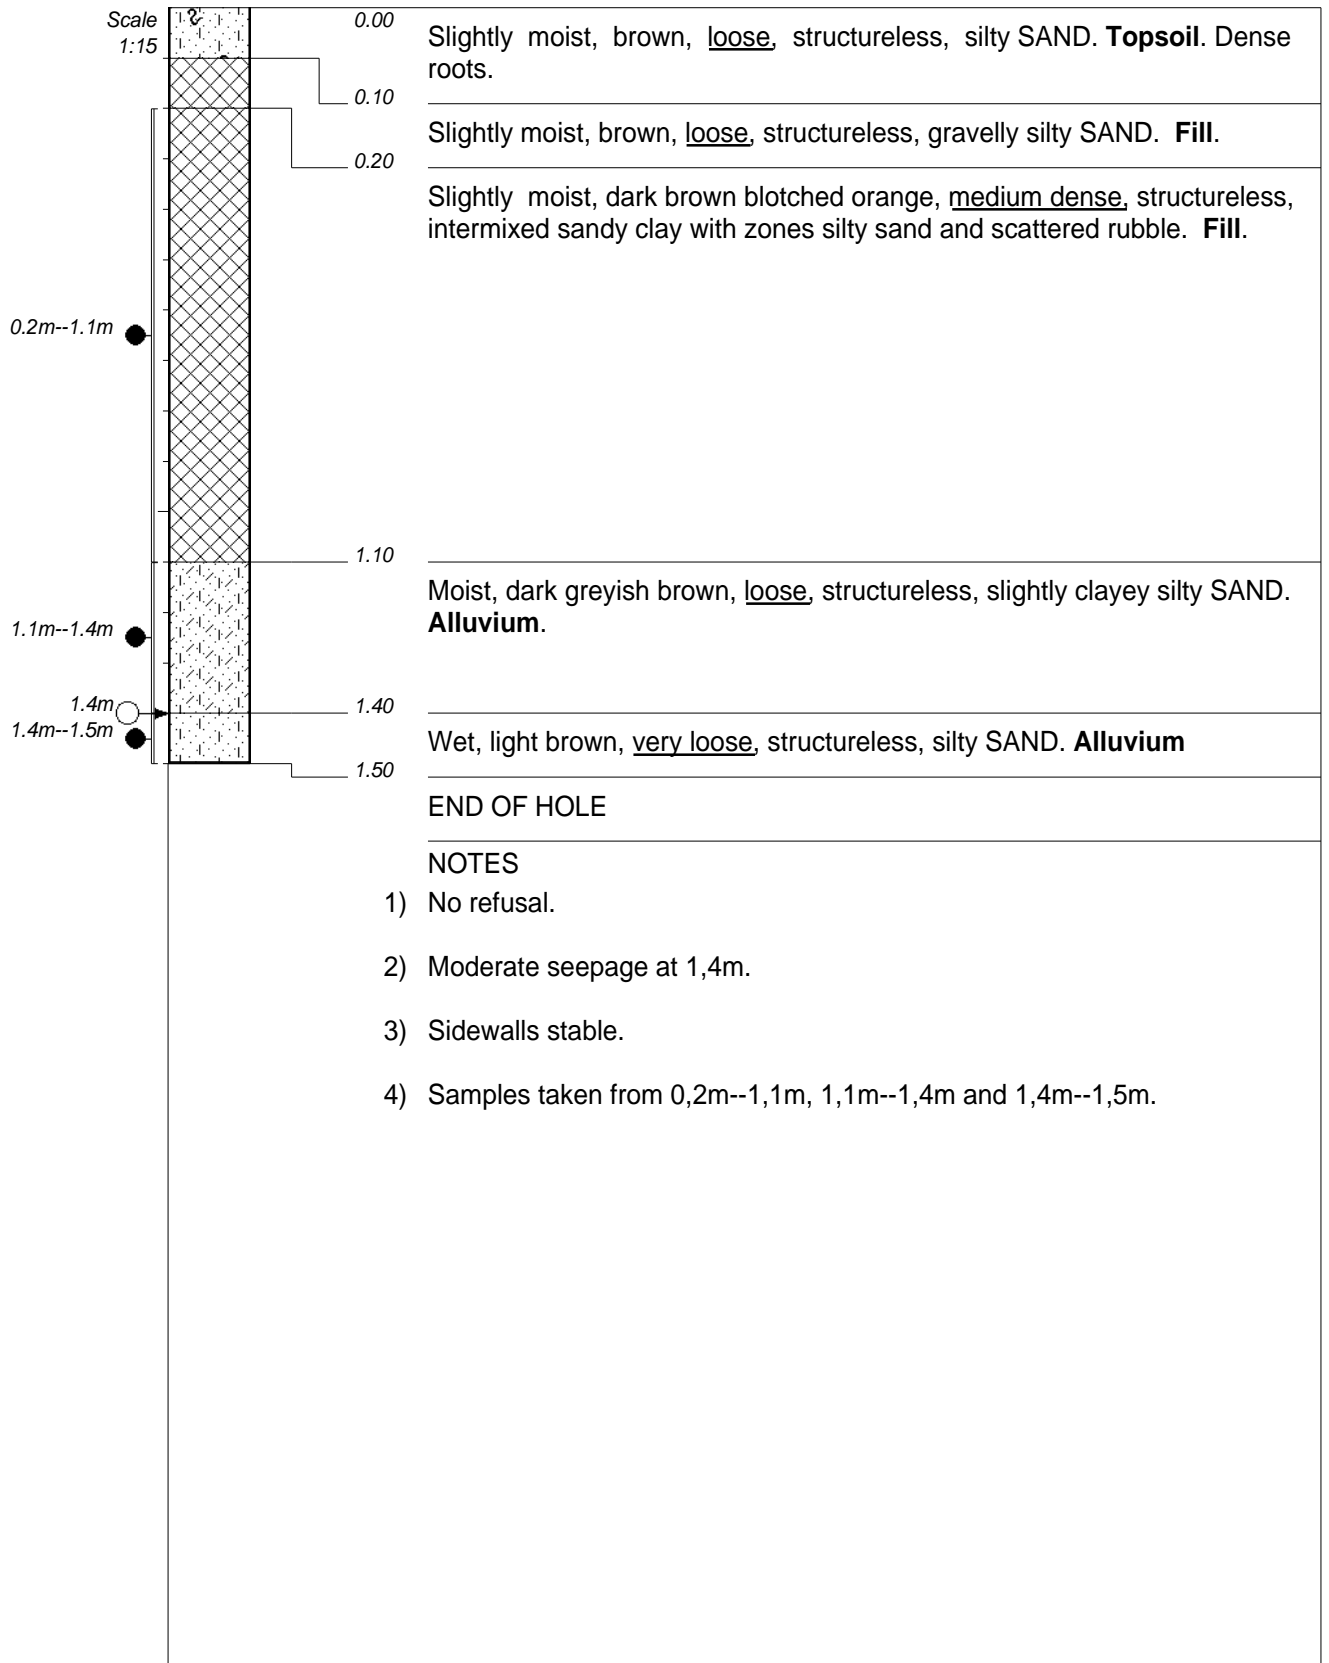 Scale
1:15
0.00
Slightly moist, brown, loose, structureless, silty SAND. Topsoil. Dense
roots.
0.10
Slightly moist, brown, loose, structureless, gravelly silty SAND. Fill.
0.20
Slightly moist, dark brown blotched orange, medium dense, structureless,
intermixed sandy clay with zones silty sand and scattered rubble. Fill.
0.2m--1.1m
1.10
Moist, dark greyish brown, loose, structureless, slightly clayey silty SAND.
Alluvium.
1.1m--1.4m
1.4m
1.40
1.4m--1.5m
Wet, light brown, very loose, structureless, silty SAND. Alluvium
1.50
END OF HOLE
NOTES
1) No refusal.
2) Moderate seepage at 1,4m.
3) Sidewalls stable.
4) Samples taken from 0,2m--1,1m, 1,1m--1,4m and 1,4m--1,5m.